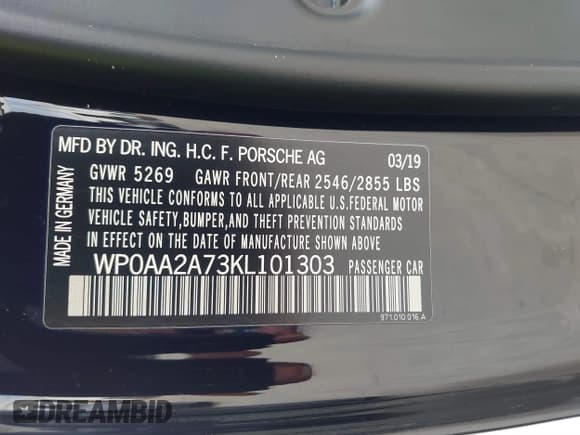 MFD BY DR. ING. H.C. F. PORSCHE AG 03/19
GVWR 5269 GAWR FRONT/REAR 2546/2855 LBS
THIS VEHICLE CONFORMS TO ALL APPLICABLE U.S.FEDERAL MOTOR
VEHICLE SAFETY,BUMPER,AND THEFT PREVENTION STANDARDS
IN EFFECT ON THE DATE OF MANUFACTURE SHOWN ABOVE.
WP0AA2A73KL101303 PASSENGER CAR
971.010.016.A
MADE IN GERMANY
DREAMBID